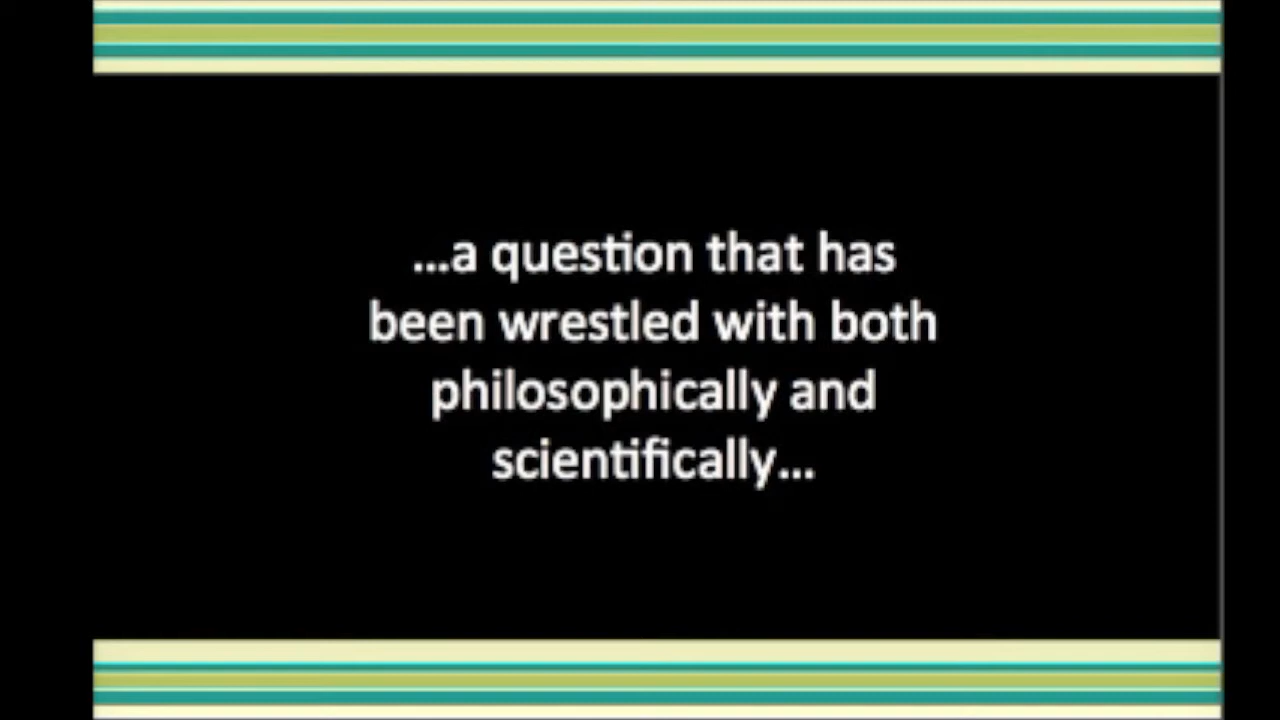 ...a question that has
been wrestled with both
philosophically and
scientifically...